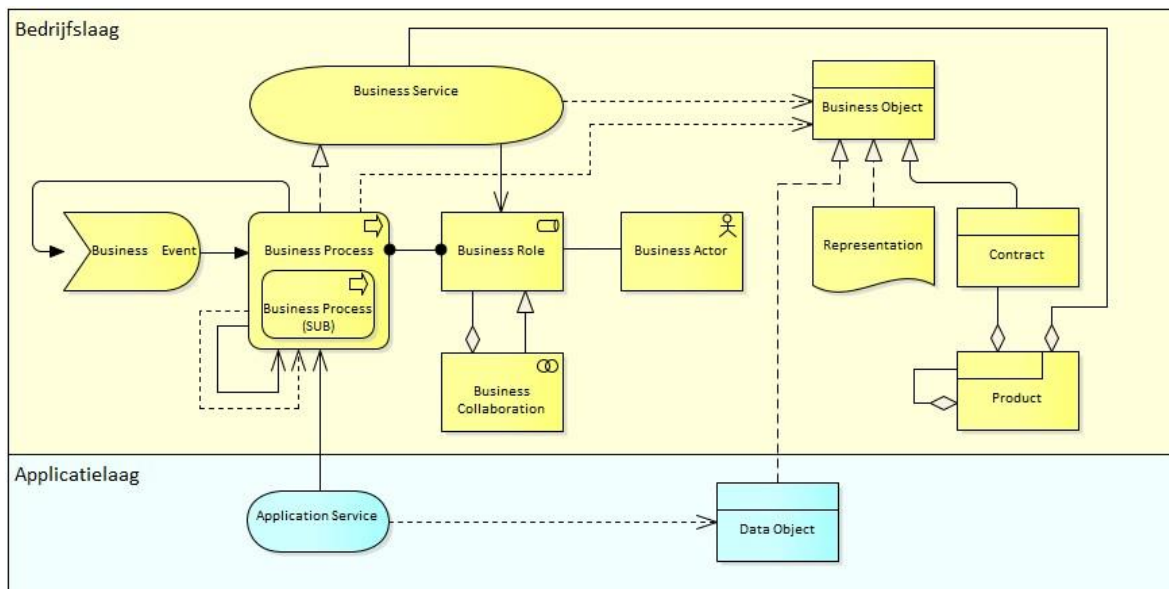 Bedrijfslaag
Business Service
Business Object
Business Event
Business Process
Business Role
Business Actor
Representation
Contract
Business Process
(SUB)
Business
Collaboration
Product
Applicatielaag
Application Service
Data Object